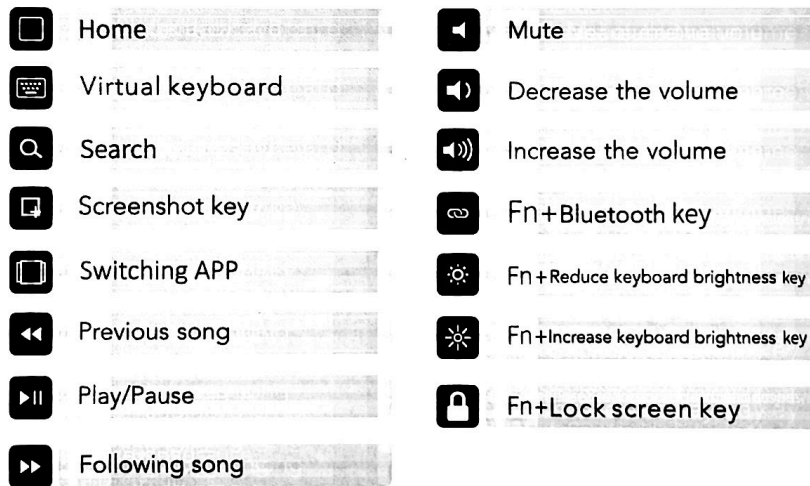 Home
Virtual keyboard
Search
Screenshot key
Switching APP
Previous song
Play/Pause
Following song
Mute
Decrease the volume
Increase the volume
Fn+Bluetooth key
Fn+Reduce keyboard brightness key
Fn+Increase keyboard brightness key
Fn+Lock screen key